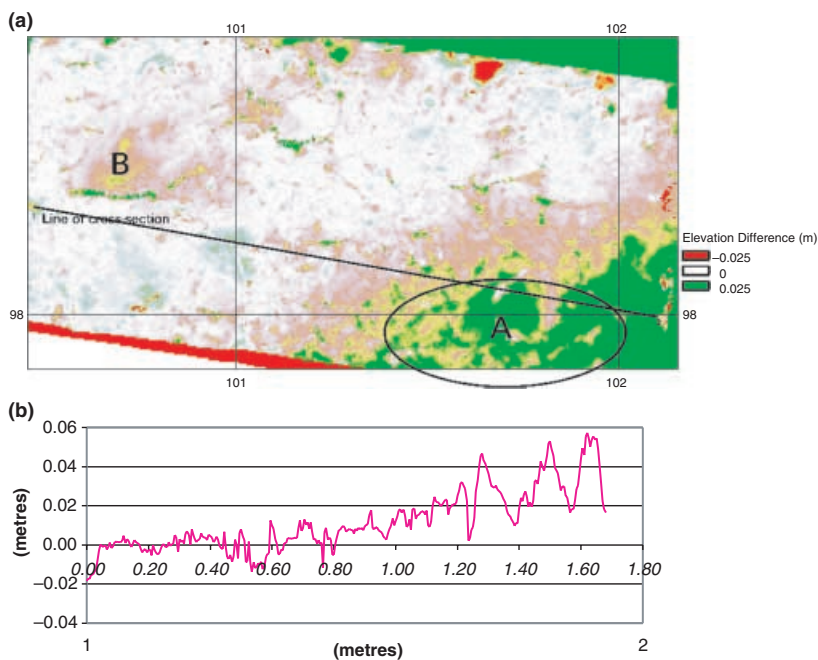 (a)
101 102
B
Line of cross section
Elevation Difference (m)
–0.025
0
0.025
98 98
A
101 102
(b)
0.06
0.04
0.02
0.00
–0.02
–0.04
(metres)
0.00 0.20 0.40 0.60 0.80 1.00 1.20 1.40 1.60 1.80
1 2
(metres)